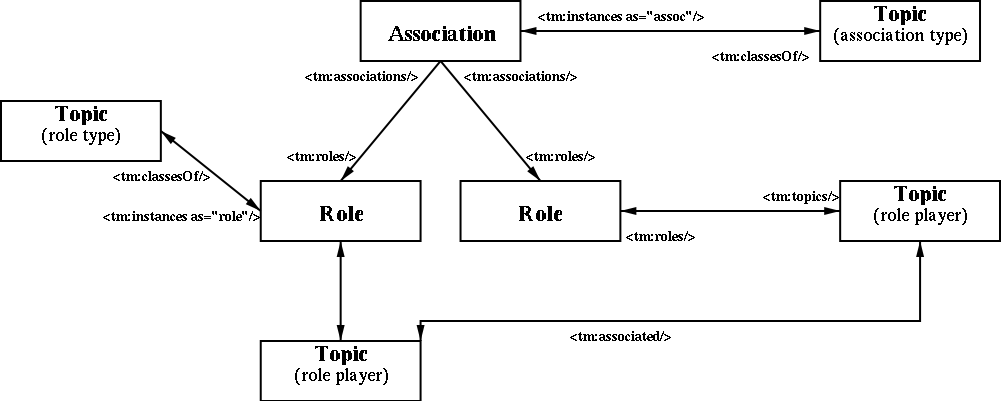 Association
<tm:instances as="assoc"/>
Topic
(association type)
<tm:classesOf/>
<tm:associations/>
<tm:associations/>
Topic
(role type)
<tm:roles/>
<tm:roles/>
<tm:classesOf/>
<tm:instances as="role"/>
Role
Role
<tm:topics/>
<tm:roles/>
Topic
(role player)
<tm:associated/>
Topic
(role player)